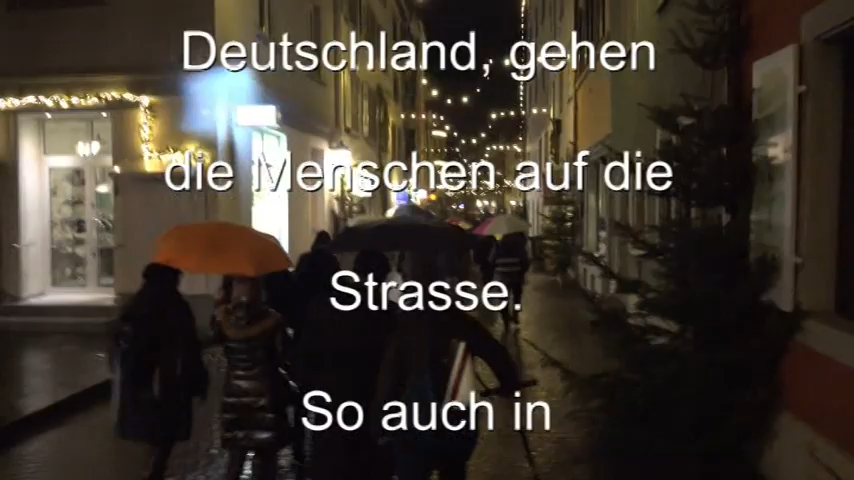 Deutschland, gehen
die Menschen auf die
Strasse.
So auch in